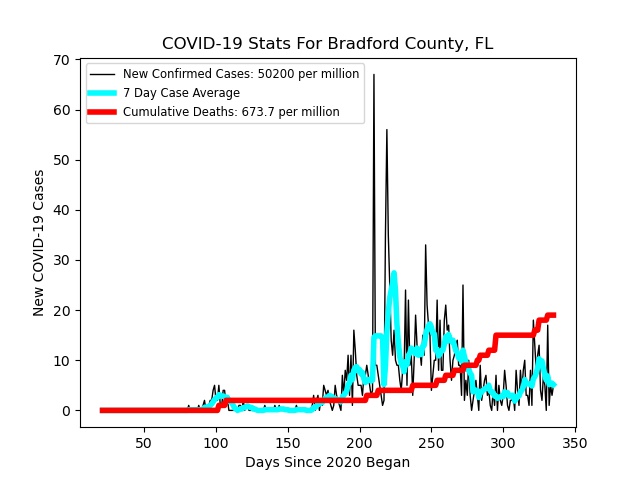 COVID-19 Stats For Bradford County, FL
New Confirmed Cases: 50200 per million
7 Day Case Average
Cumulative Deaths: 673.7 per million
New COVID-19 Cases
70
60
50
40
30
20
10
0
50
100
150
200
250
300
350
Days Since 2020 Began